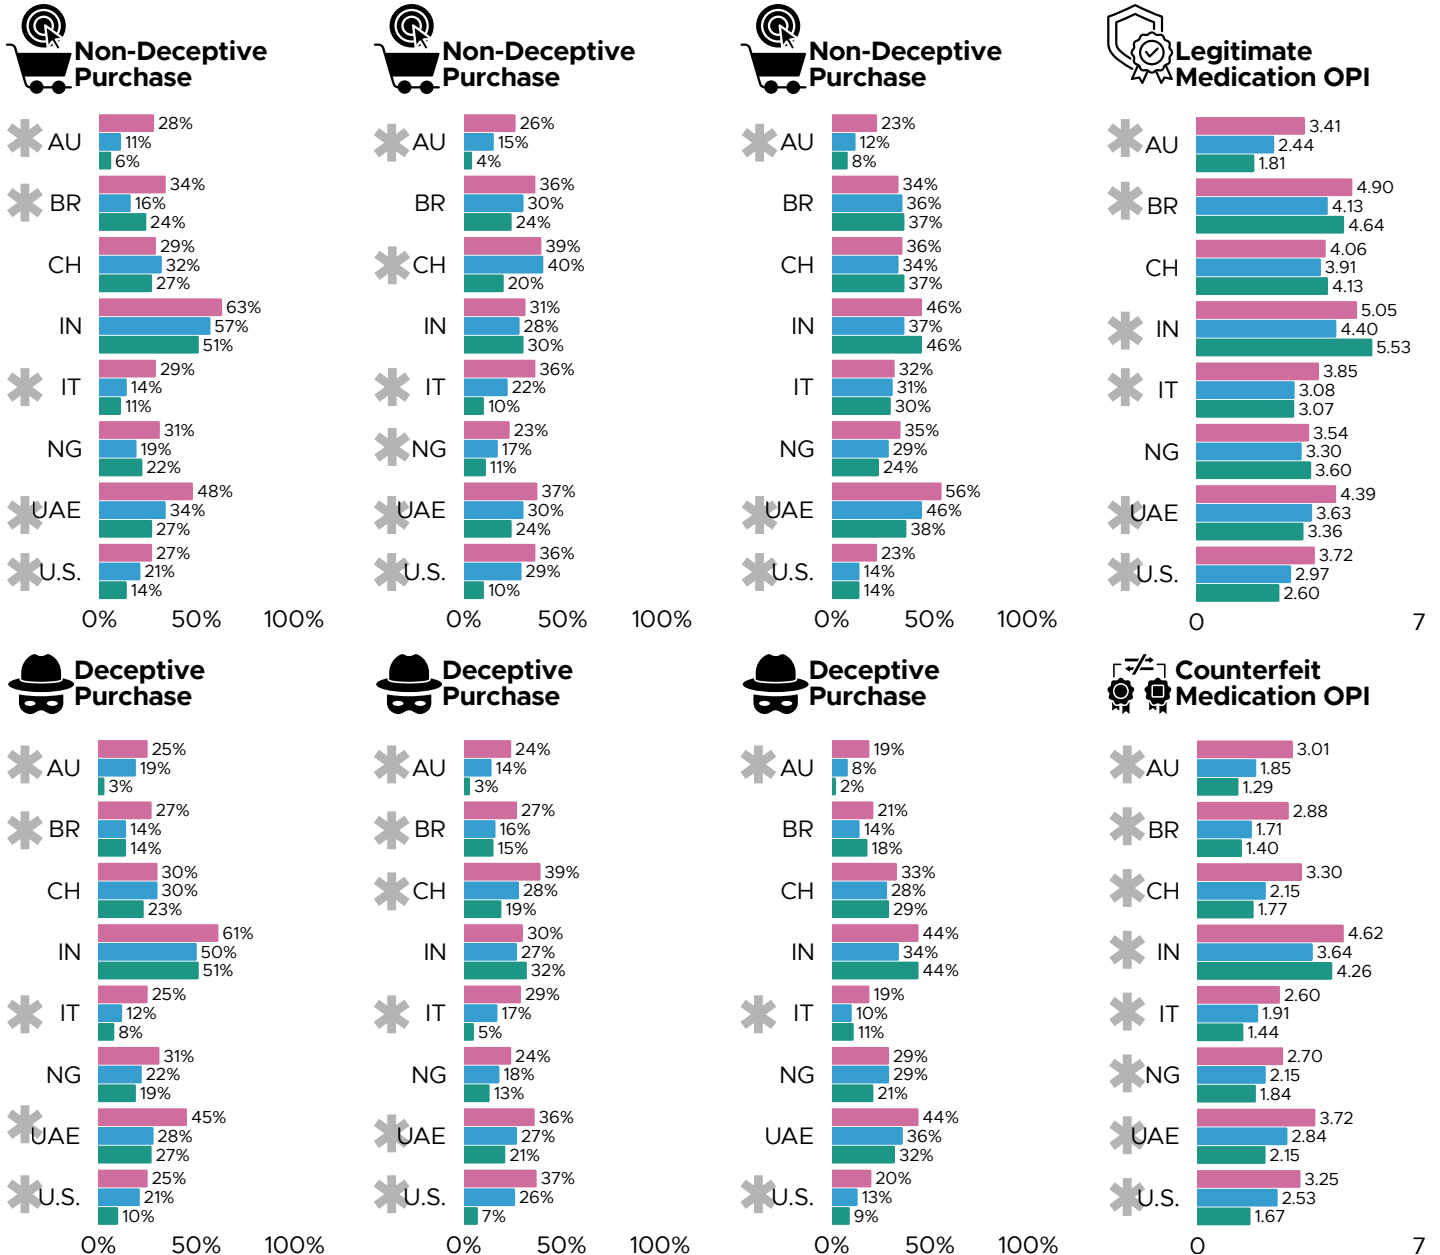 Non-Deceptive
Purchase
AU
28%
11%
6%
BR
34%
16%
24%
CH
29%
32%
27%
IN
63%
57%
51%
IT
29%
14%
11%
NG
31%
19%
22%
UAE
48%
34%
27%
U.S.
27%
21%
14%
0% 50% 100%
Non-Deceptive
Purchase
AU
26%
15%
4%
BR
36%
30%
24%
CH
39%
40%
20%
IN
31%
28%
30%
IT
36%
22%
10%
NG
23%
17%
11%
UAE
37%
30%
24%
U.S.
36%
29%
10%
0% 50% 100%
Non-Deceptive
Purchase
AU
23%
12%
8%
BR
34%
36%
37%
CH
36%
34%
37%
IN
46%
37%
46%
IT
32%
31%
30%
NG
35%
29%
24%
UAE
56%
46%
38%
U.S.
23%
14%
14%
0% 50% 100%
Legitimate
Medication OPI
AU
3.41
2.44
1.81
BR
4.90
4.13
4.64
CH
4.06
3.91
4.13
IN
5.05
4.40
5.53
IT
3.85
3.08
3.07
NG
3.54
3.30
3.60
UAE
4.39
3.63
3.36
U.S.
3.72
2.97
2.60
0 7
Deceptive
Purchase
AU
25%
19%
3%
BR
27%
14%
14%
CH
30%
30%
23%
IN
61%
50%
51%
IT
25%
12%
8%
NG
31%
22%
19%
UAE
45%
28%
27%
U.S.
25%
21%
10%
0% 50% 100%
Deceptive
Purchase
AU
24%
14%
3%
BR
27%
16%
15%
CH
39%
28%
19%
IN
30%
27%
32%
IT
29%
17%
5%
NG
24%
18%
13%
UAE
36%
27%
21%
U.S.
37%
26%
7%
0% 50% 100%
Deceptive
Purchase
AU
19%
8%
2%
BR
21%
14%
18%
CH
33%
28%
29%
IN
44%
34%
44%
IT
19%
10%
11%
NG
29%
29%
21%
UAE
44%
36%
32%
U.S.
20%
13%
9%
0% 50% 100%
Counterfeit
Medication OPI
AU
3.01
1.85
1.29
BR
2.88
1.71
1.40
CH
3.30
2.15
1.77
IN
4.62
3.64
4.26
IT
2.60
1.91
1.44
NG
2.70
2.15
1.84
UAE
3.72
2.84
2.15
U.S.
3.25
2.53
1.67
0 7